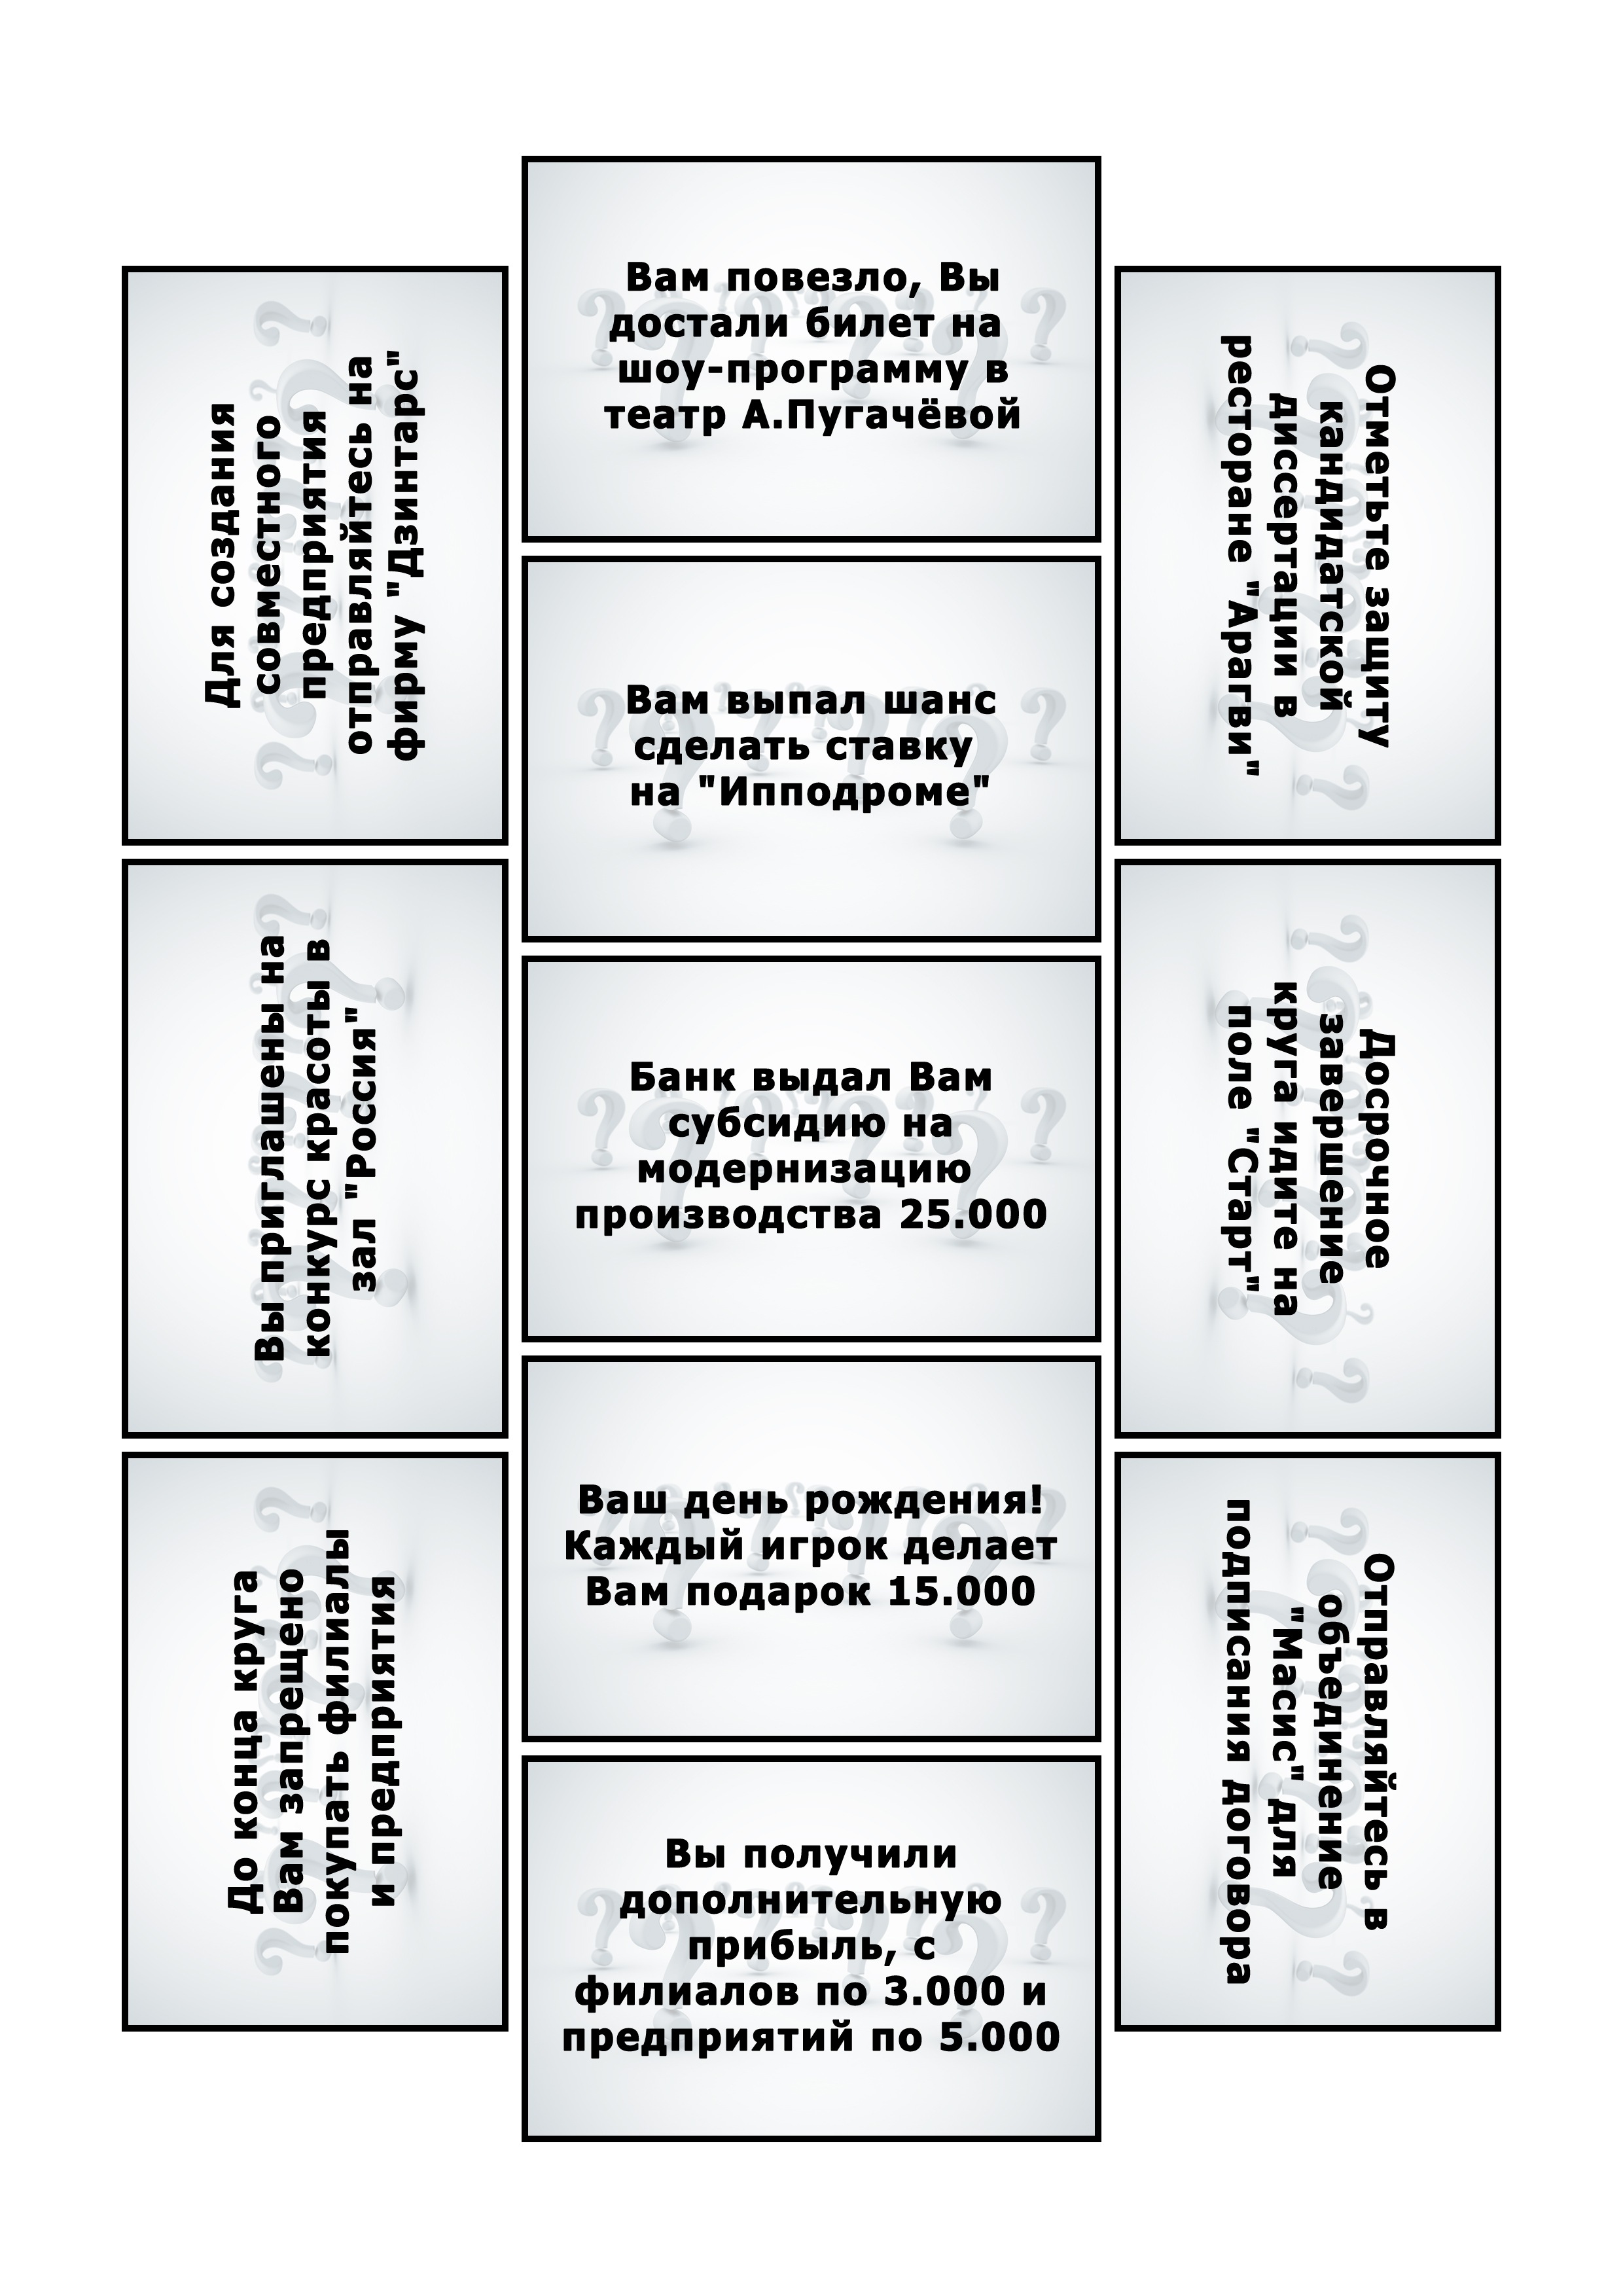 Для создания
совместного
предприятия
отправляйтесь на
фирму "Дзинтарс"
Вы приглашены на
конкурс красоты в
зал "Россия"
До конца круга
Вам запрещено
покупать филиалы
и предприятия
Вам повезло, Вы
достали билет на
шоу-программу в
театр А.Пугачёвой
Вам выпал шанс
сделать ставку
на "Ипподроме"
Банк выдал Вам
субсидию на
модернизацию
производства 25.000
Ваш день рождения!
Каждый игрок делает
Вам подарок 15.000
Вы получили
дополнительную
прибыль, с
филиалов по 3.000 и
предприятий по 5.000
Отметьте защиту
кандидатской
диссертации в
ресторане "Арагви"
Досрочное
завершение
круга идите на
поле "Старт"
Отправляйтесь в
объединение
"Масис" для
подписания договора